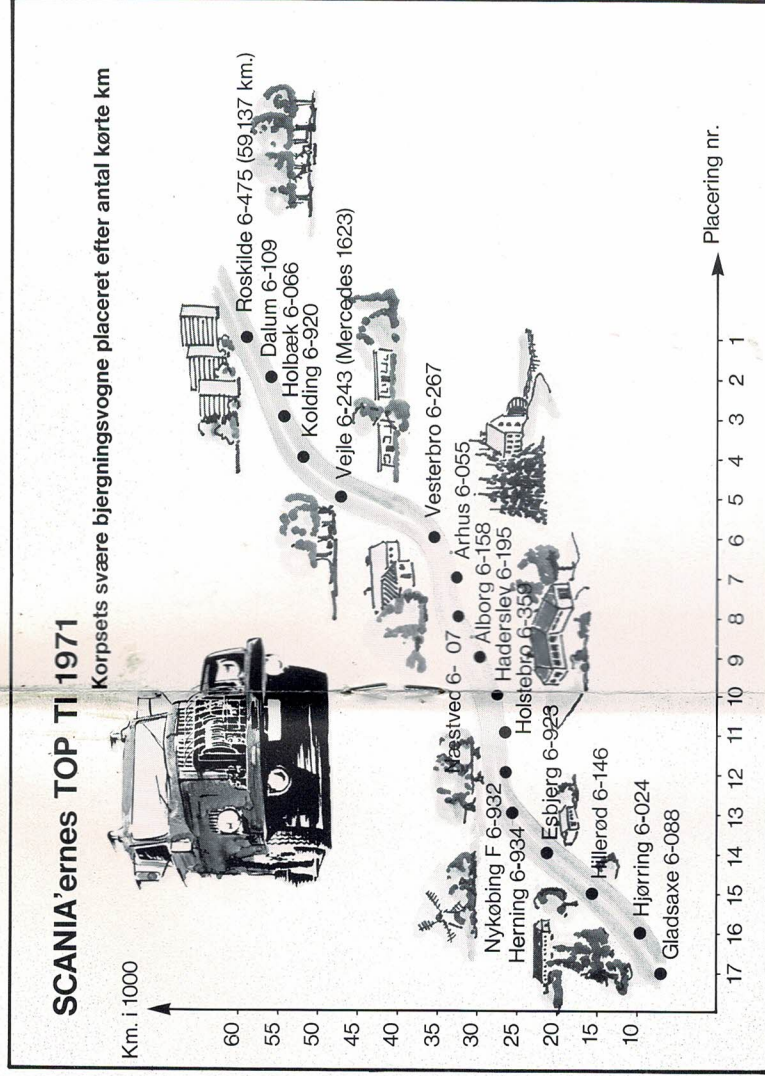 SCANIA'ernes TOP TI 1971
Korpsets svære bjergningsvogne placeret efter antal kørte km
Km. i 1000
60
55
50
45
40
35
30
25
20
15
10
Roskilde 6-475 (59.137 km.)
Dalum 6-109
Holbæk 6-066
Kolding 6-920
Vejle 6-243 (Mercedes 1623)
Vesterbro 6-267
Århus 6-055
Ålborg 6-158
Næstved 6- 07
Haderslev 6-195
Holstebro 6-359
Nykøbing F 6-932
Herning 6-934
Esbjerg 6-923
Hillerød 6-146
Hjørring 6-024
Gladsaxe 6-088
17 16 15 14 13 12 11 10 9 8 7 6 5 4 3 2 1
Placering nr.